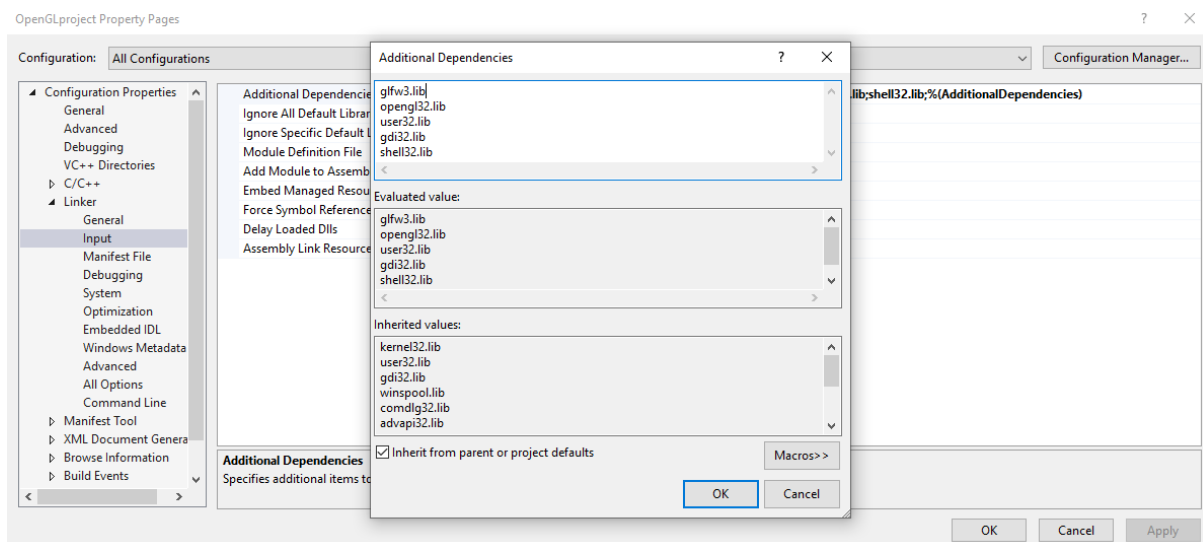 OpenGLproject Property Pages
Configuration: All Configurations
Configuration Manager...
Configuration Properties
General
Advanced
Debugging
VC++ Directories
C/C++
Linker
General
Input
Manifest File
Debugging
System
Optimization
Embedded IDL
Windows Metadata
Advanced
All Options
Command Line
Manifest Tool
XML Document Genera
Browse Information
Build Events
Additional Dependencie
Ignore All Default Librar
Ignore Specific Default L
Module Definition File
Add Module to Assemb
Embed Managed Resou
Force Symbol Reference
Delay Loaded Dlls
Assembly Link Resource
.lib;shell32.lib;%(AdditionalDependencies)
Additional Dependencies
Specifies additional items to
Additional Dependencies
glfw3.lib
opengl32.lib
user32.lib
gdi32.lib
shell32.lib
Evaluated value:
glfw3.lib
opengl32.lib
user32.lib
gdi32.lib
shell32.lib
Inherited values:
kernel32.lib
user32.lib
gdi32.lib
winspool.lib
comdlg32.lib
advapi32.lib
Inherit from parent or project defaults
Macros>>
OK Cancel
OK Cancel Apply